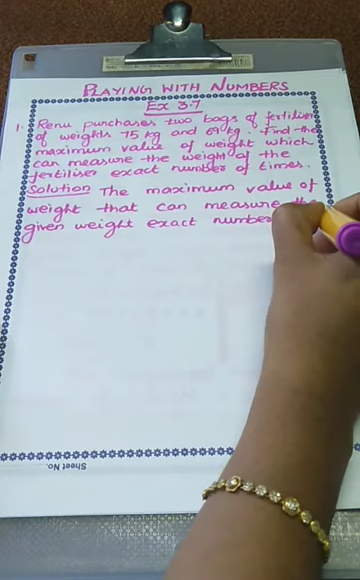 PLAYING WITH NUMBERS
Ex 3.7
1. Renu purchases two bags of fertiliser
of weights 75 kg and 69 kg. Find the
maximum value of weight which
can measure the weight of the
fertiliser exact number of times.
Solution The maximum value of
weight that can measure the
given weight exact number
Sheet No.